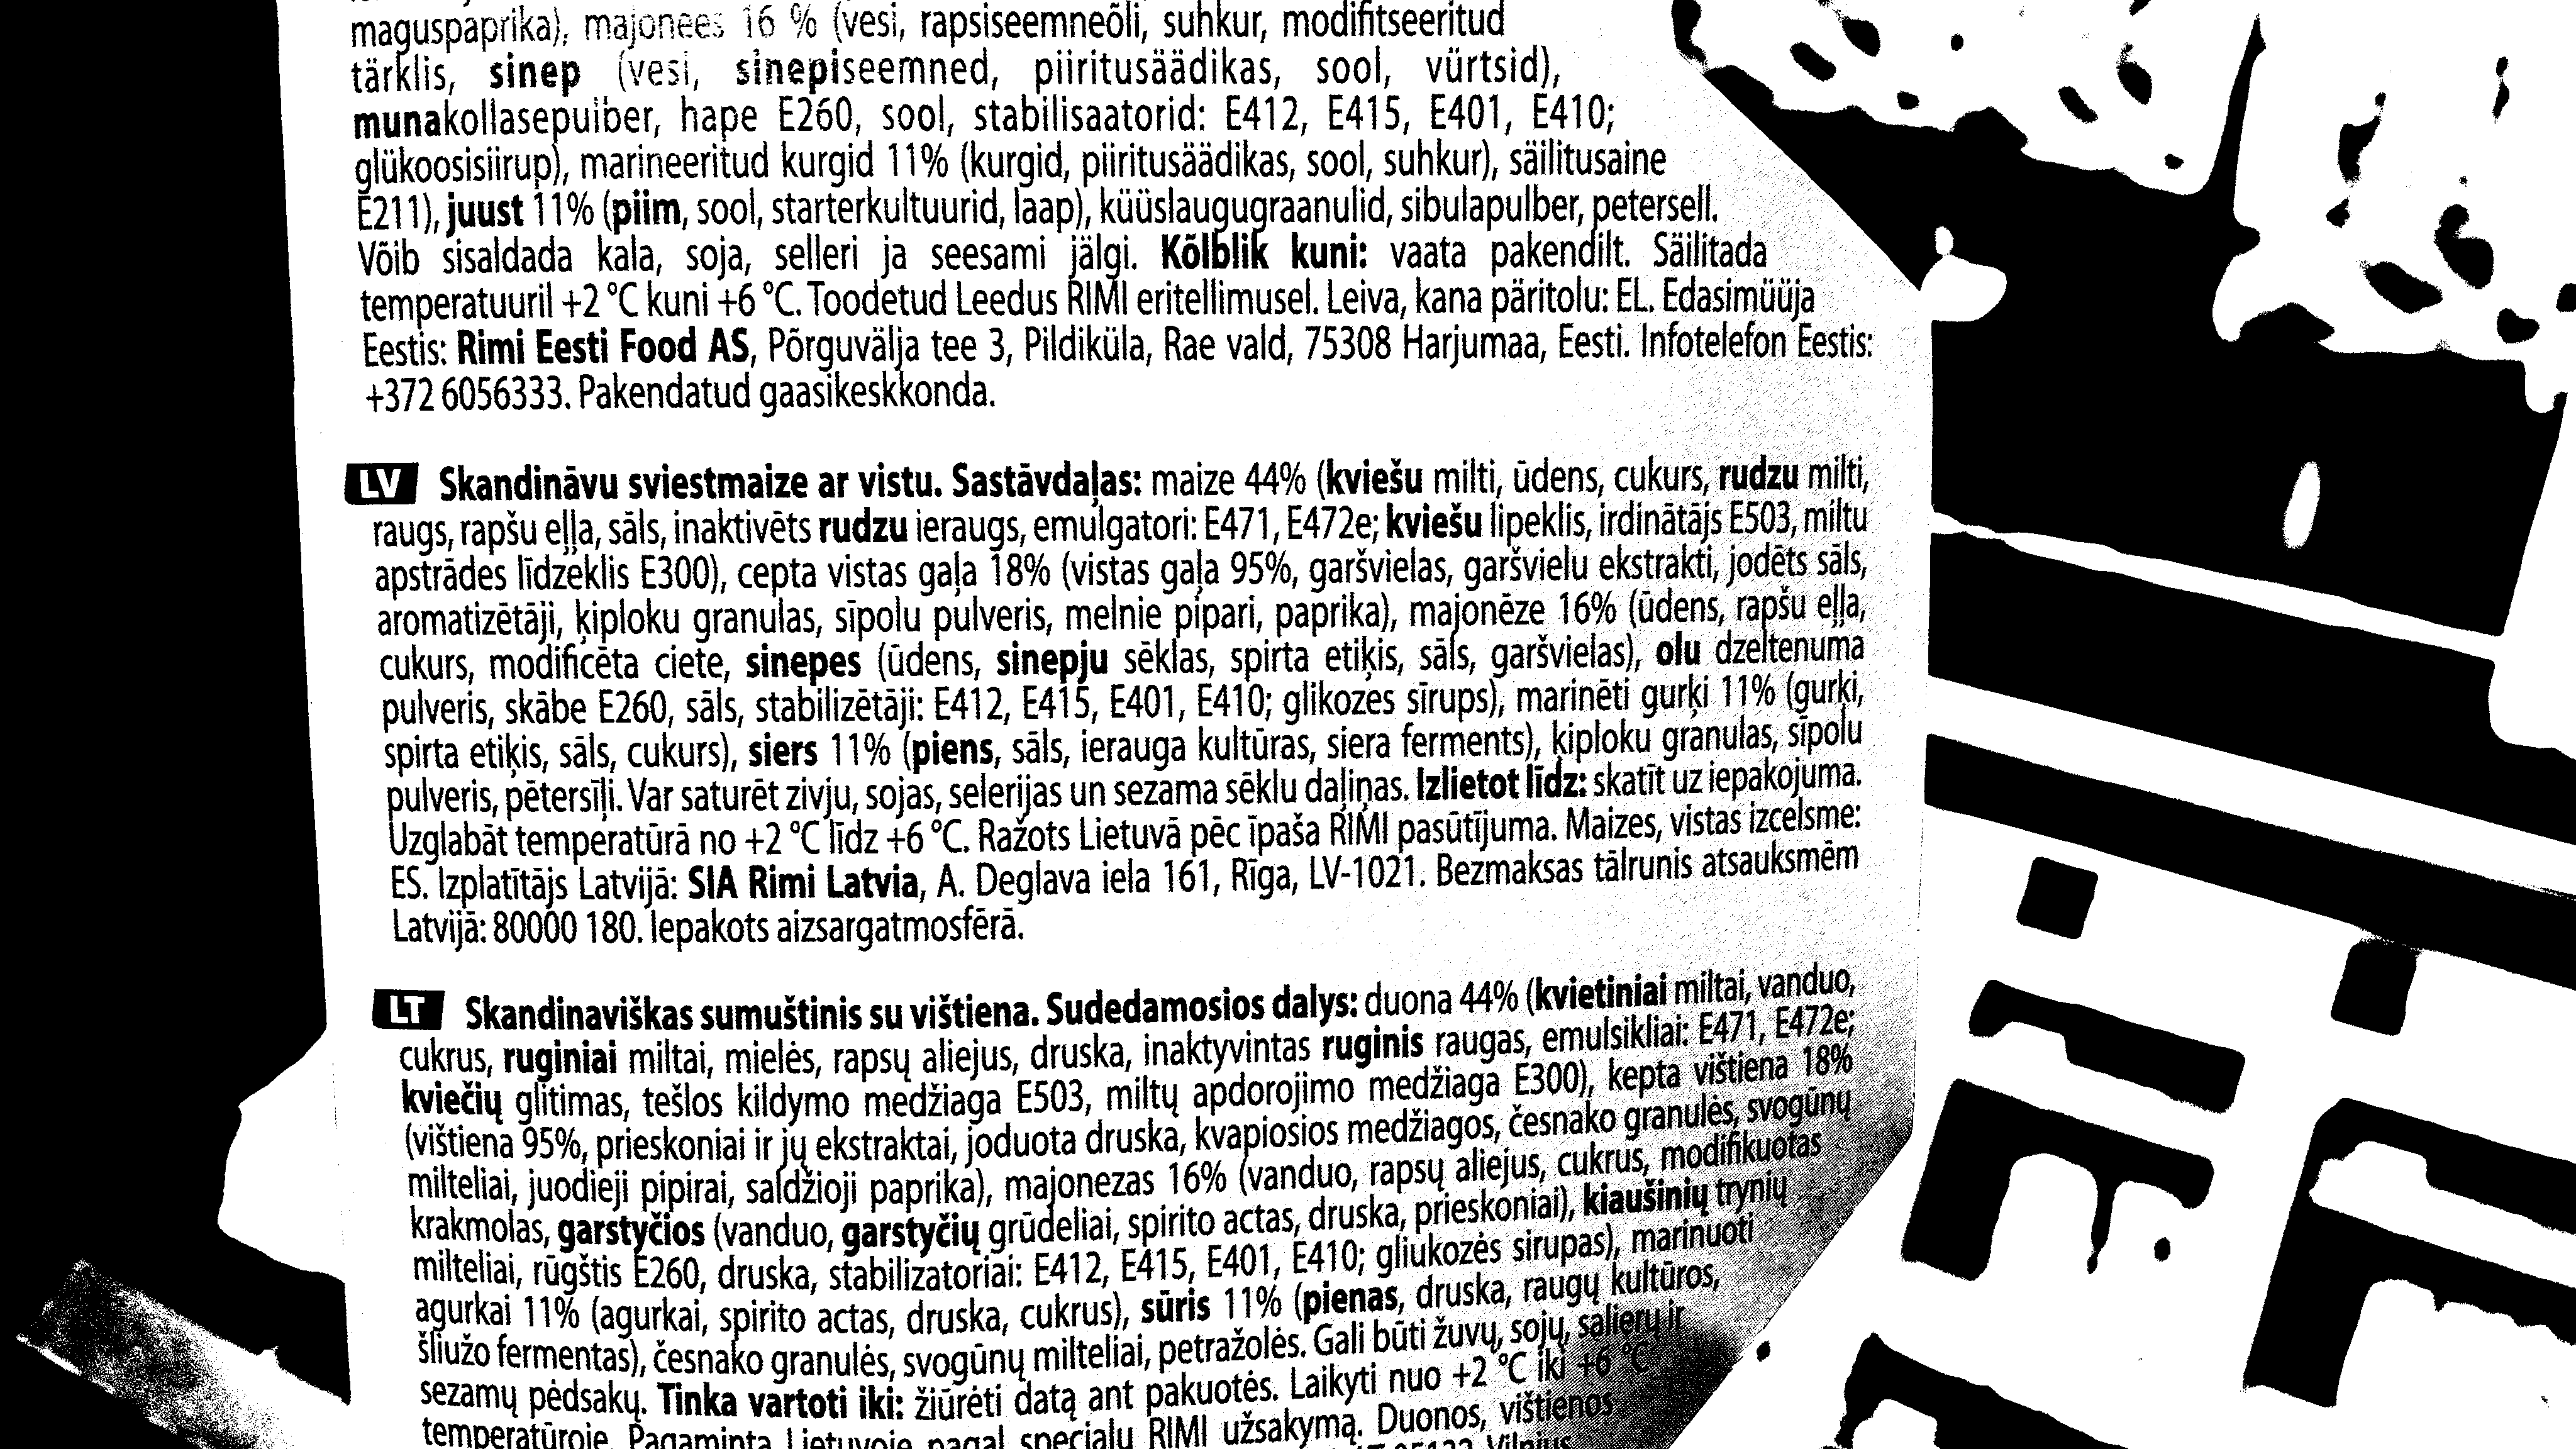 maguspaprika), majonees 16 % (vesi, rapsiseemneõli, suhkur, modifitseeritud
tärklis, sinep (vesi, sinepiseemned, piiritusäädikas, sool, vürtsid),
munakollasepulber, hape E260, sool, stabilisaatorid: E412, E415, E401, E410;
glükoosisiirup), marineeritud kurgid 11% (kurgid, piiritusäädikas, sool, suhkur), säilitusaine
E211), juust 11% (piim, sool, starterkultuurid, laap), küüslaugugraanulid, sibulapulber, petersell.
Võib sisaldada kala, soja, selleri ja seesami jälgi. Kõlblik kuni: vaata pakendilt. Säilitada
temperatuuril +2 °C kuni +6 °C. Toodetud Leedus RIMI eritellimusel. Leiva, kana päritolu: EL. Edasimüüja
Eestis: Rimi Eesti Food AS, Põrguvälja tee 3, Pildiküla, Rae vald, 75308 Harjumaa, Eesti. Infotelefon Eestis:
+372 6056333. Pakendatud gaasikeskkonda.
LV Skandināvu sviestmaize ar vistu. Sastāvdaļas: maize 44% (kviešu milti, ūdens, cukurs, rudzu milti,
raugs, rapšu eļļa, sāls, inaktivēts rudzu ieraugs, emulgatori: E471, E472e; kviešu lipeklis, irdinātājs E503, miltu
apstrādes līdzeklis E300), cepta vistas gaļa 18% (vistas gaļa 95%, garšvielas, garšvielu ekstrakti, jodēts sāls,
aromatizētāji, ķiploku granulas, sīpolu pulveris, melnie pipari, paprika), majonēze 16% (ūdens, rapšu eļļa,
cukurs, modificēta ciete, sinepes (ūdens, sinepju sēklas, spirta etiķis, sāls, garšvielas), olu dzeltenuma
pulveris, skābe E260, sāls, stabilizētāji: E412, E415, E401, E410; glikozes sīrups), marinēti gurķi 11% (gurķi,
spirta etiķis, sāls, cukurs), siers 11% (piens, sāls, ierauga kultūras, siera ferments), ķiploku granulas, sīpolu
pulveris, pētersīļi. Var saturēt zivju, sojas, selerijas un sezama sēklu daļiņas. Izlietot līdz: skatīt uz iepakojuma.
Uzglabāt temperatūrā no +2 °C līdz +6 °C. Ražots Lietuvā pēc īpaša RIMI pasūtījuma. Maizes, vistas izcelsme:
ES. Izplatītājs Latvijā: SIA Rimi Latvia, A. Deglava iela 161, Rīga, LV-1021. Bezmaksas tālrunis atsauksmēm
Latvijā: 80000 180. Iepakots aizsargatmosfērā.
LT Skandinaviškas sumuštinis su vištiena. Sudedamosios dalys: duona 44% (kvietiniai miltai, vanduo,
cukrus, ruginiai miltai, mielės, rapsų aliejus, druska, inaktyvintas ruginis raugas, emulsikliai: E471, E472e;
kviečių glitimas, tešlos kildymo medžiaga E503, miltų apdorojimo medžiaga E300), kepta vištiena 18%
(vištiena 95%, prieskoniai ir jų ekstraktai, joduota druska, kvapiosios medžiagos, česnako granulės, svogūnų
milteliai, juodieji pipirai, saldžioji paprika), majonezas 16% (vanduo, rapsų aliejus, cukrus, modifikuotas
krakmolas, garstyčios (vanduo, garstyčių grūdeliai, spirito actas, druska, prieskoniai), kiaušinių trynių
milteliai, rūgštis E260, druska, stabilizatoriai: E412, E415, E401, E410; gliukozės sirupas), marinuoti
agurkai 11% (agurkai, spirito actas, druska, cukrus), sūris 11% (pienas, druska, raugų kultūros,
šliužo fermentas), česnako granulės, svogūnų milteliai, petražolės. Gali būti žuvų, sojų, salierų ir
sezamų pėdsakų. Tinka vartoti iki: žiūrėti datą ant pakuotės. Laikyti nuo +2 °C iki +6 °C
temperatūroje. Pagaminta Lietuvoje pagal specialų RIMI užsakymą. Duonos, vištienos
Vilnius